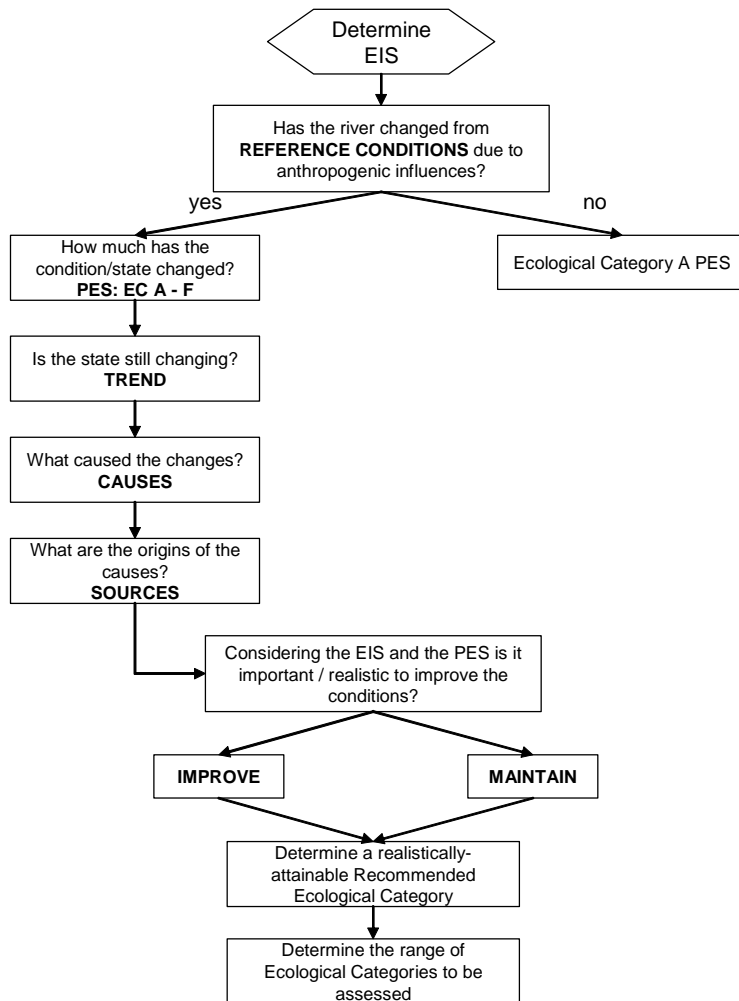 Determine
EIS
Has the river changed from
REFERENCE CONDITIONS due to
anthropogenic influences?
yes
no
How much has the
condition/state changed?
PES: EC A - F
Ecological Category A PES
Is the state still changing?
TREND
What caused the changes?
CAUSES
What are the origins of the
causes?
SOURCES
Considering the EIS and the PES is it
important / realistic to improve the
conditions?
IMPROVE
MAINTAIN
Determine a realistically-
attainable Recommended
Ecological Category
Determine the range of
Ecological Categories to be
assessed